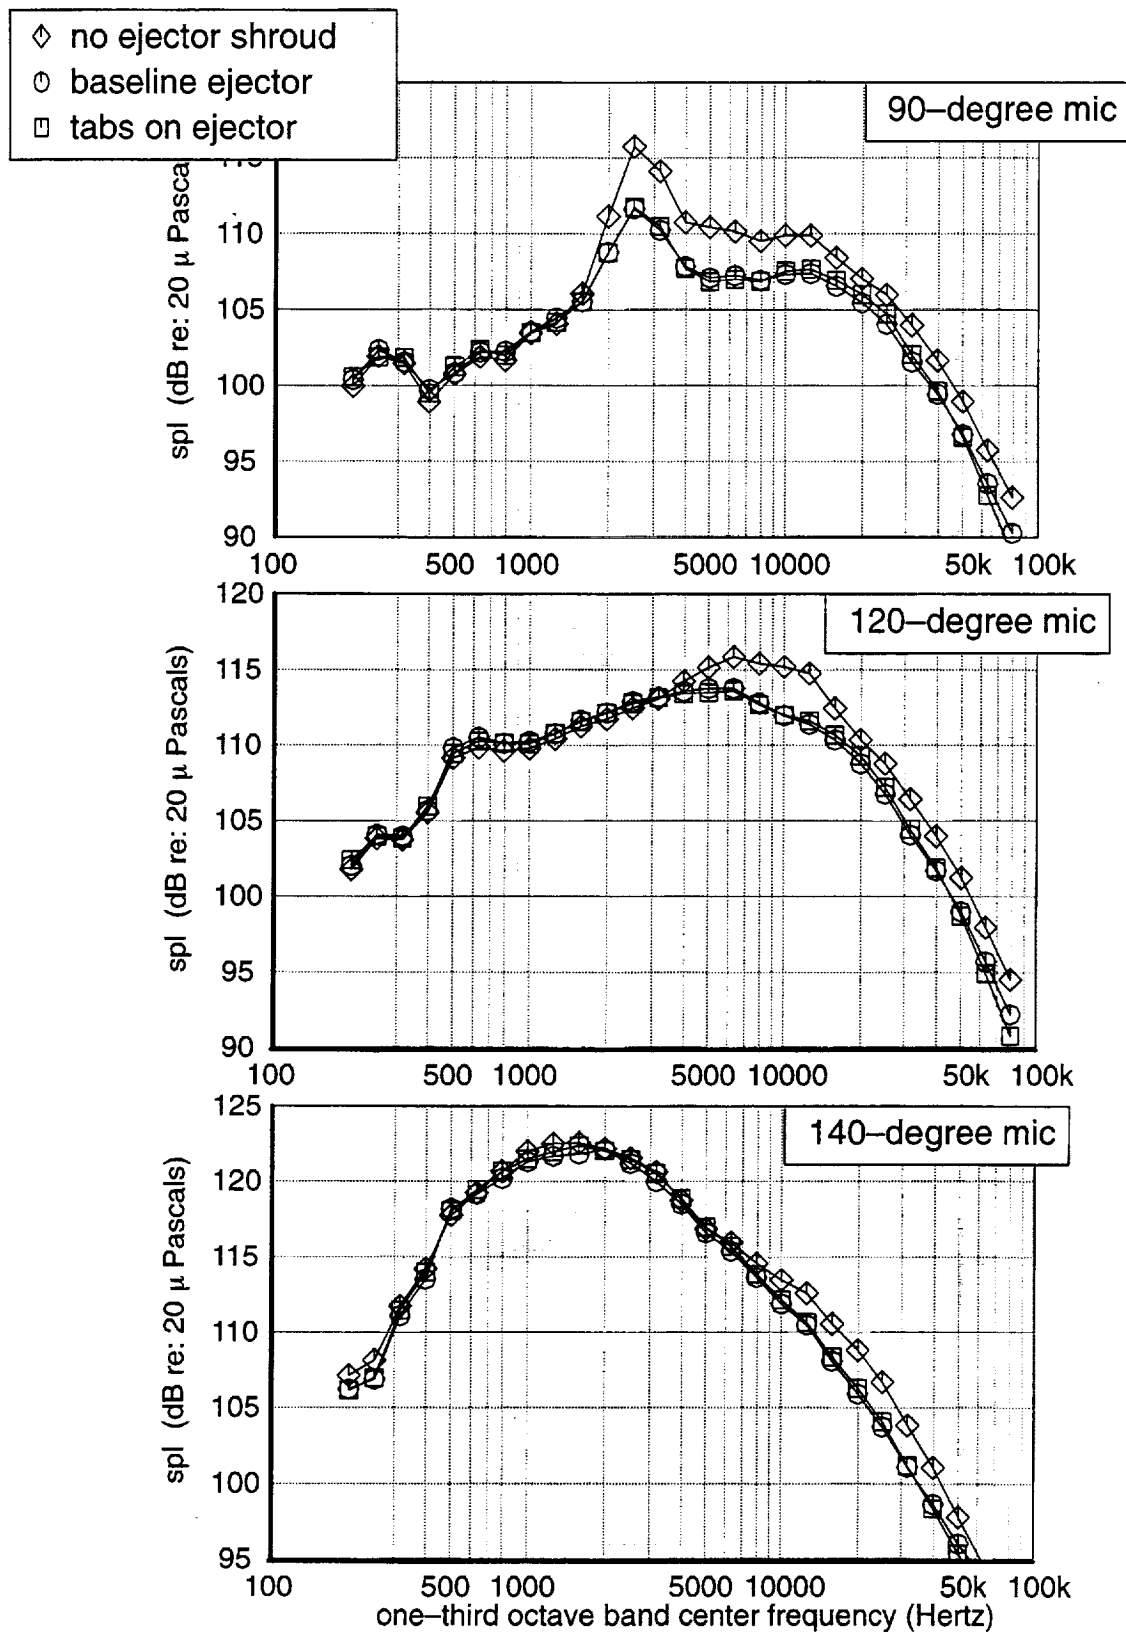 no ejector shroud
baseline ejector
tabs on ejector
90–degree mic
spl (dB re: 20 μ Pasca
110
105
100
95
90
100 500 1000 5000 10000 50k 100k
120–degree mic
spl (dB re: 20 μ Pascals)
120
115
110
105
100
95
90
100 500 1000 5000 10000 50k 100k
140–degree mic
spl (dB re: 20 μ Pascals)
125
120
115
110
105
100
95
100 500 1000 5000 10000 50k 100k
one–third octave band center frequency (Hertz)